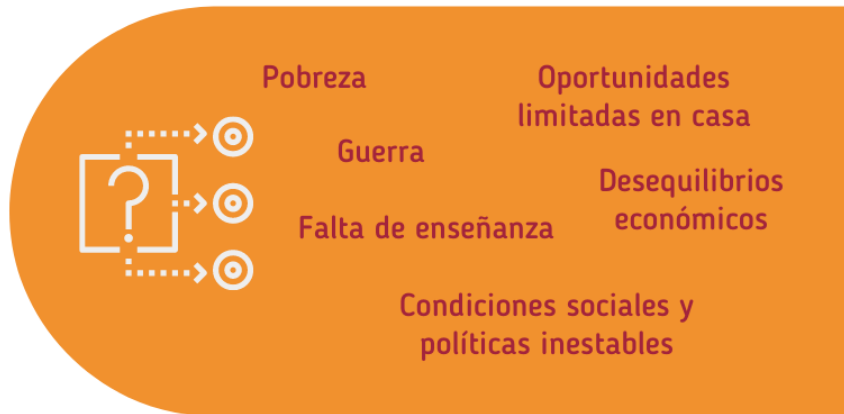 Pobreza
Oportunidades
limitadas en casa
Guerra
Desequilibrios
económicos
Falta de enseñanza
Condiciones sociales y
políticas inestables